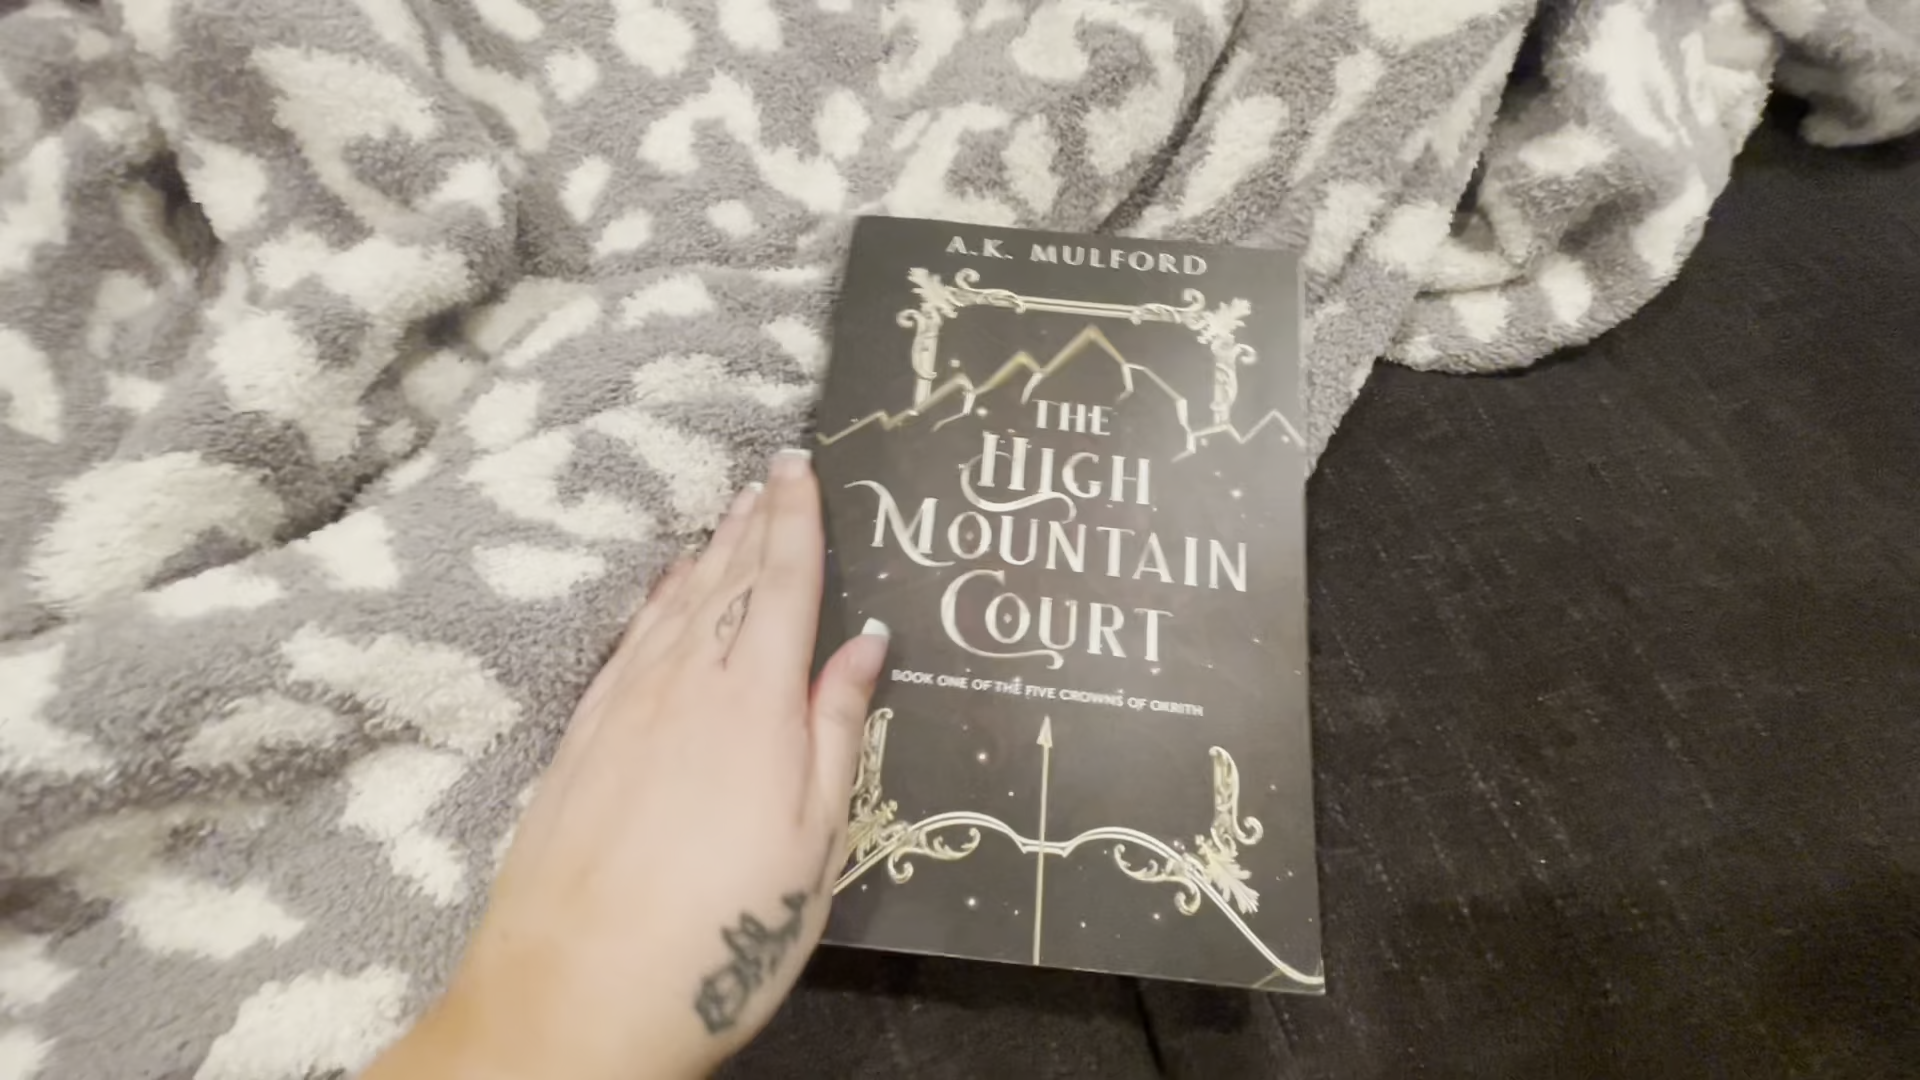 A.K. MULFORD
THE
HIGH
MOUNTAIN
COURT
BOOK ONE OF THE FIVE CROWNS OF OKRITH